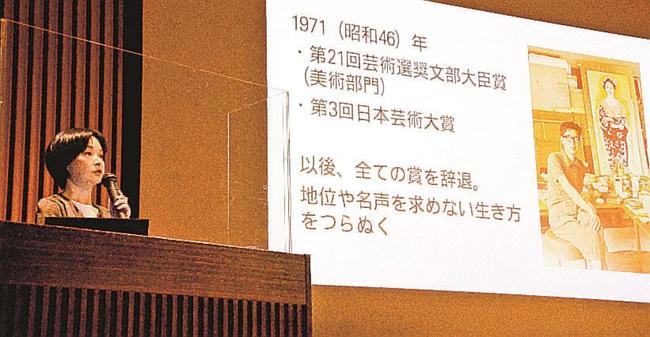 1971（昭和46）年
・第21回芸術選奨文部大臣賞
(美術部門)
・第3回日本芸術大賞
以後、全ての賞を辞退。
地位や名声を求めない生き方
をつらぬく